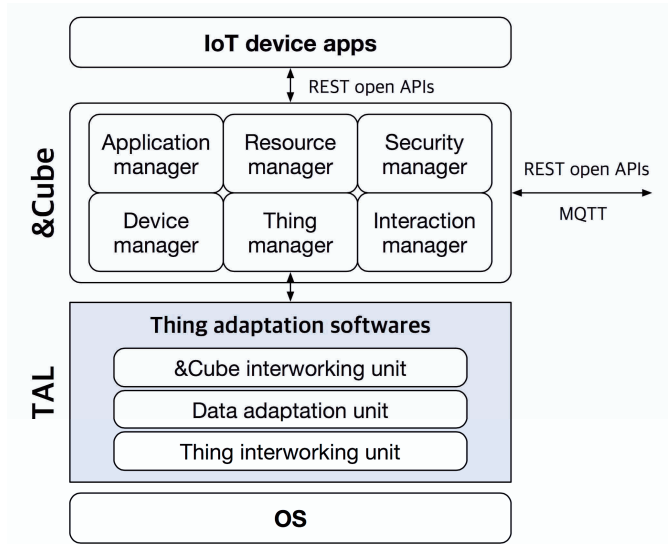 IoT device apps
REST open APIs
&Cube
Application
manager
Resource
manager
Security
manager
Device
manager
Thing
manager
Interaction
manager
REST open APIs
MQTT
TAL
Thing adaptation softwares
&Cube interworking unit
Data adaptation unit
Thing interworking unit
OS